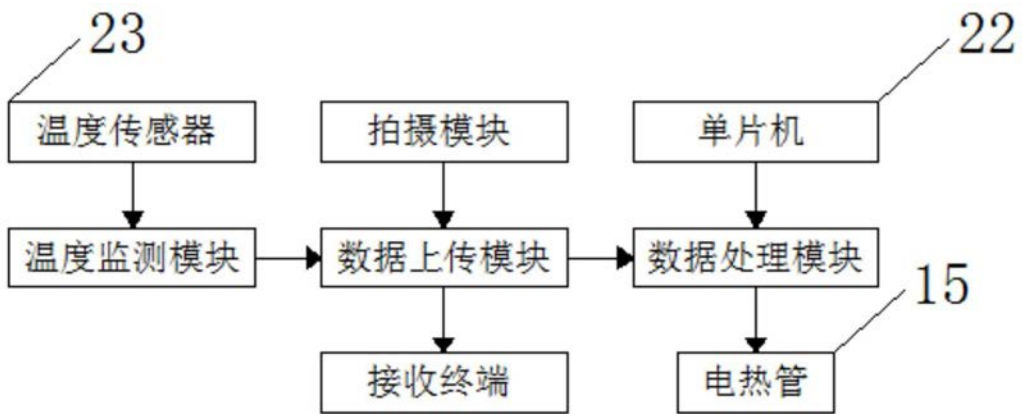 23
22
温度传感器
拍摄模块
单片机
温度监测模块
数据上传模块
数据处理模块
15
接收终端
电热管